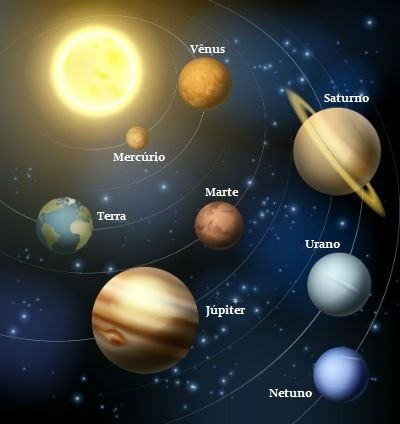 Vênus
Saturno
Mercúrio
Marte
Terra
Urano
Júpiter
Netuno